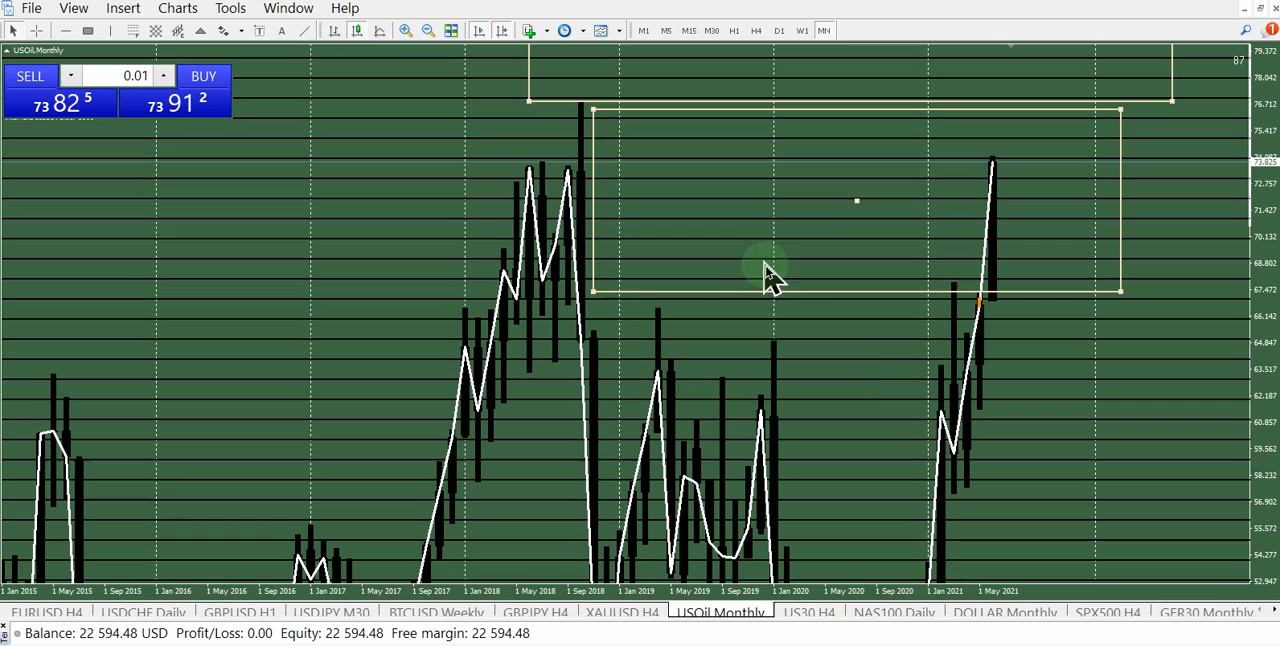 File View Insert Charts Tools Window Help
A T
M1 M5 M15 M30 H1 H4 D1 W1 MN
1
USOil,Monthly
SELL 0.01 BUY
73 82 5 73 91 2
87
79.372
78.042
76.712
75.417
73.825
72.757
71.427
70.132
68.802
67.472
66.142
64.847
63.517
62.187
60.857
59.562
58.232
56.902
55.572
54.277
52.947
1 Jan 2015 1 May 2015 1 Sep 2015 1 Jan 2016 1 May 2016 1 Sep 2016 1 Jan 2017 1 May 2017 1 Sep 2017 1 Jan 2018 1 May 2018 1 Sep 2018 1 Jan 2019 1 May 2019 1 Sep 2019 1 Jan 2020 1 May 2020 1 Sep 2020 1 Jan 2021 1 May 2021
EURUSD H4 USDCHF Daily GBPUSD H1 USDJPY M30 BTCUSD Weekly GBPJPY H4 XAUUSD H4 USOil Monthly US30 H4 NAS100 Daily DOLLAR Monthly SPX500 H4 GER30 Monthly
Balance: 22 594.48 USD Profit/Loss: 0.00 Equity: 22 594.48 Free margin: 22 594.48